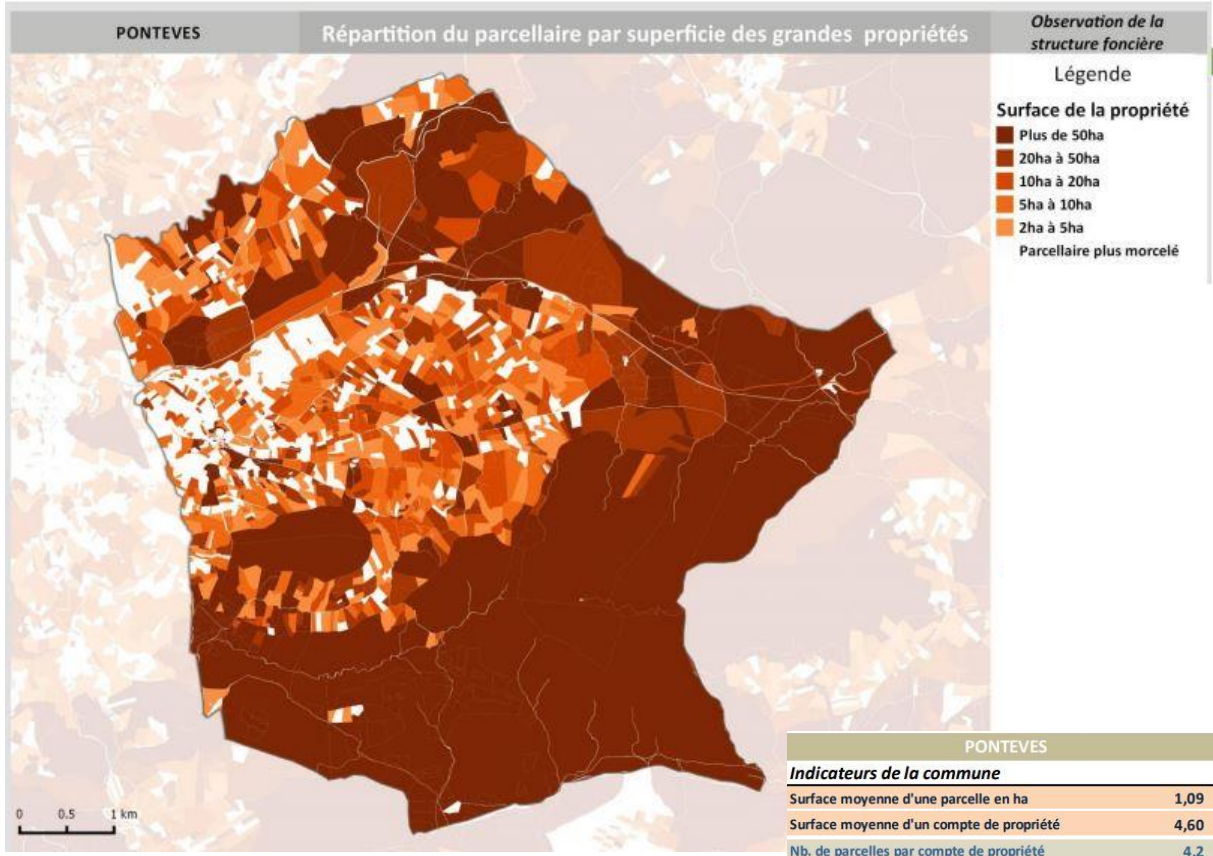 PONTEVES
Répartition du parcellaire par superficie des grandes propriétés
Observation de la
structure foncière
Légende
Surface de la propriété
Plus de 50ha
20ha à 50ha
10ha à 20ha
5ha à 10ha
2ha à 5ha
Parcellaire plus morcelé
0 0.5 1 km
PONTEVES
Indicateurs de la commune
Surface moyenne d'une parcelle en ha 1,09
Surface moyenne d'un compte de propriété 4,60
Nb. de parcelles par compte de propriété 4,2